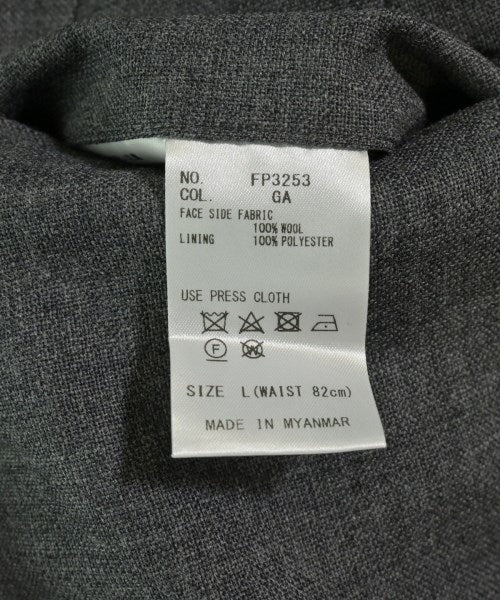 NO. FP3253
COL. GA
FACE SIDE FABRIC
100% WOOL
LINING 100% POLYESTER
USE PRESS CLOTH
F W
SIZE L(WAIST 82cm)
MADE IN MYANMAR